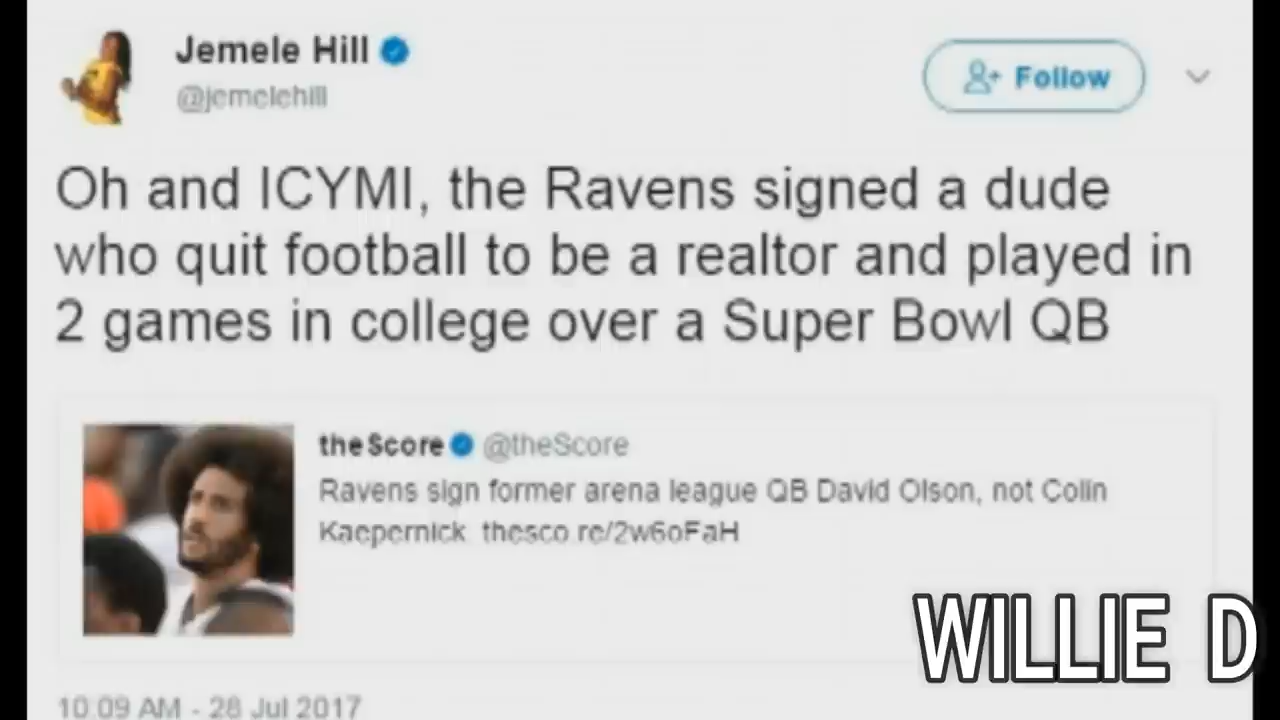 Jemele Hill
@jemelehill
Follow
Oh and ICYMI, the Ravens signed a dude
who quit football to be a realtor and played in
2 games in college over a Super Bowl QB
theScore @theScore
Ravens sign former arena league QB David Olson, not Colin
Kaepernick thesco.re/2w6oFaH
WILLIE D
10:09 AM - 28 Jul 2017